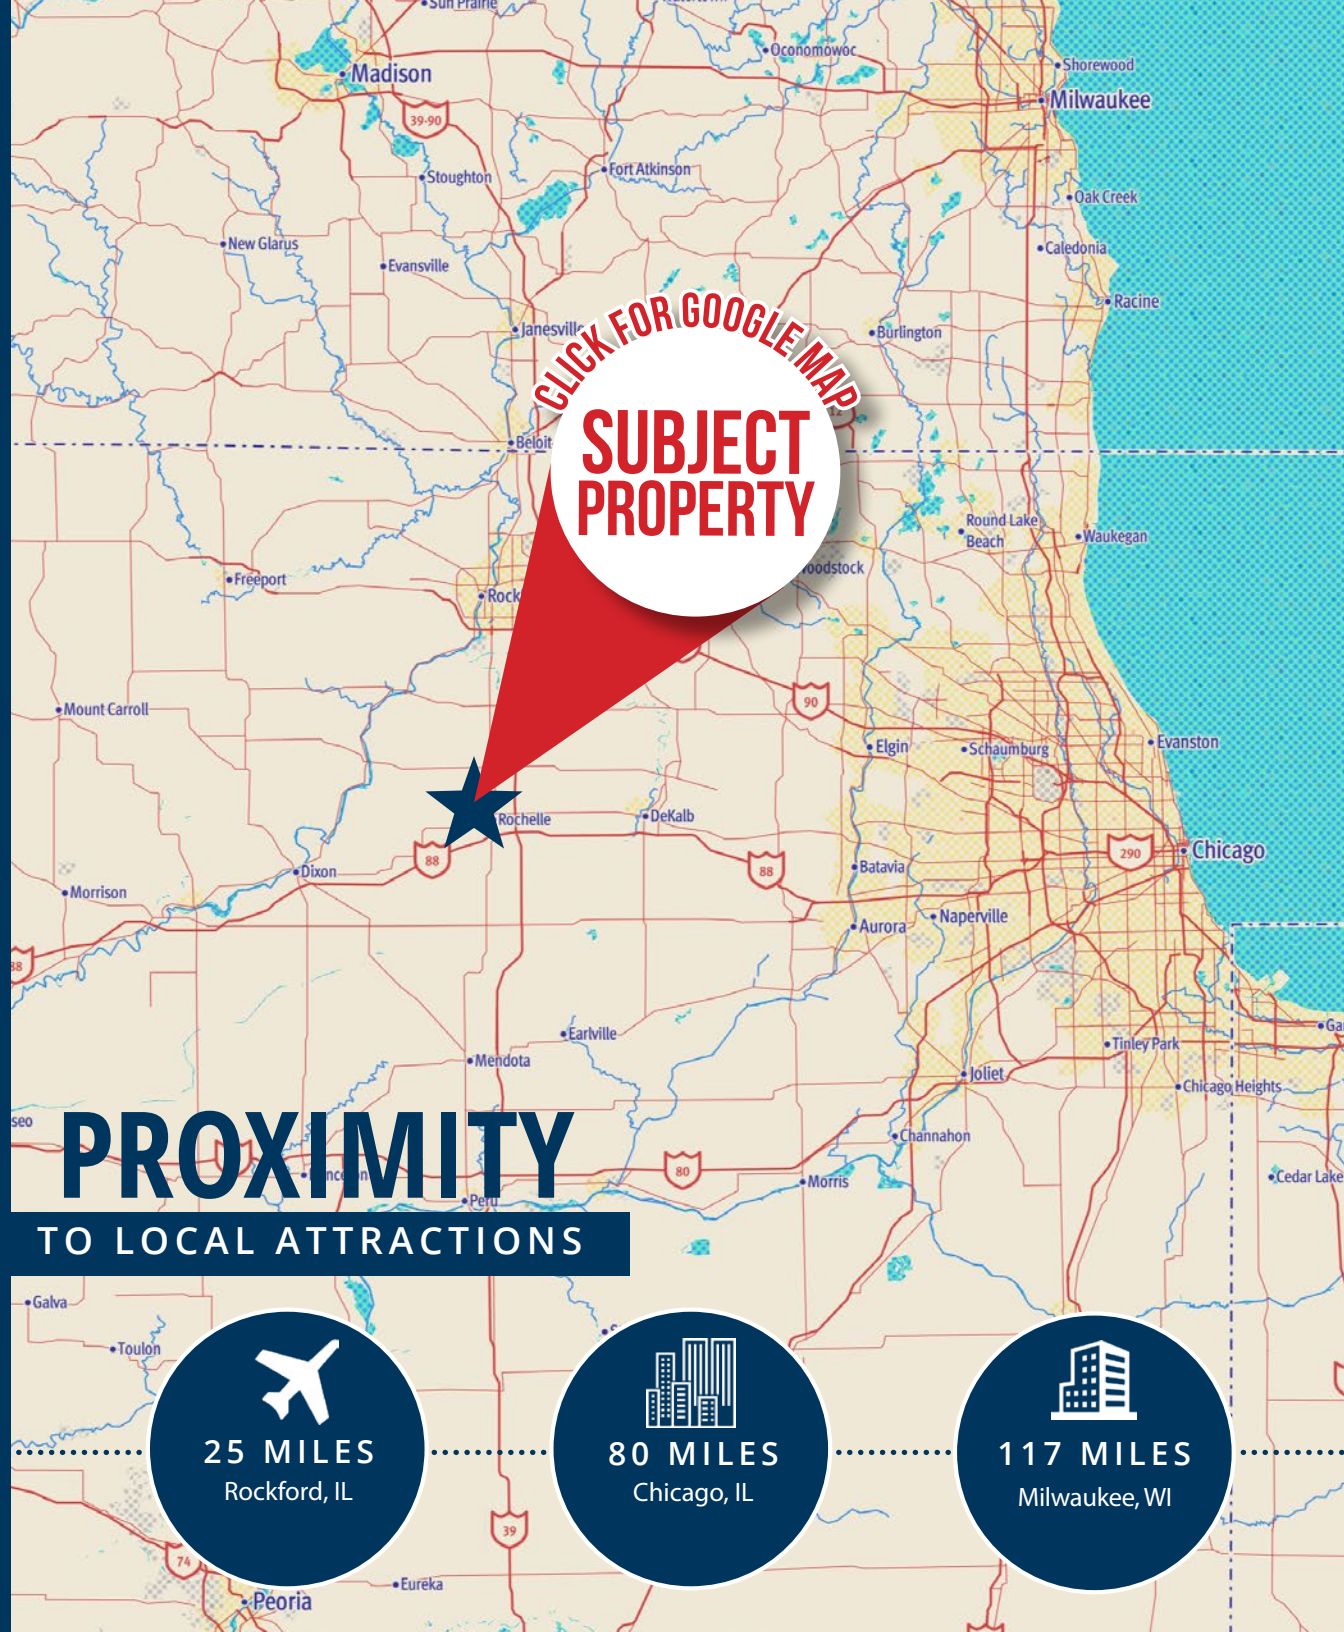 Sun Prairie
Oconomowoc
Shorewood
Madison
Milwaukee
39-90
Fort Atkinson
Stoughton
Oak Creek
New Glarus
Caledonia
Evansville
Racine
Janesville
Burlington
CLICK FOR GOOGLE MAP
12
SUBJECT
PROPERTY
Beloit
Round Lake
Beach
Waukegan
oodstock
Freeport
Rock
90
Mount Carroll
Elgin
Schaumburg
Evanston
Rochelle
DeKalb
88
290
Chicago
Dixon
88
Batavia
Morrison
Naperville
Aurora
88
Ga
Earlville
Tinley Park
Mendota
Joliet
Chicago Heights
seo
PROXIMITY
Channahon
80
Morris
Cedar Lake
Peru
TO LOCAL ATTRACTIONS
Galva
Toulon
25 MILES
Rockford, IL
80 MILES
Chicago, IL
117 MILES
Milwaukee, WI
39
74
Eureka
Peoria